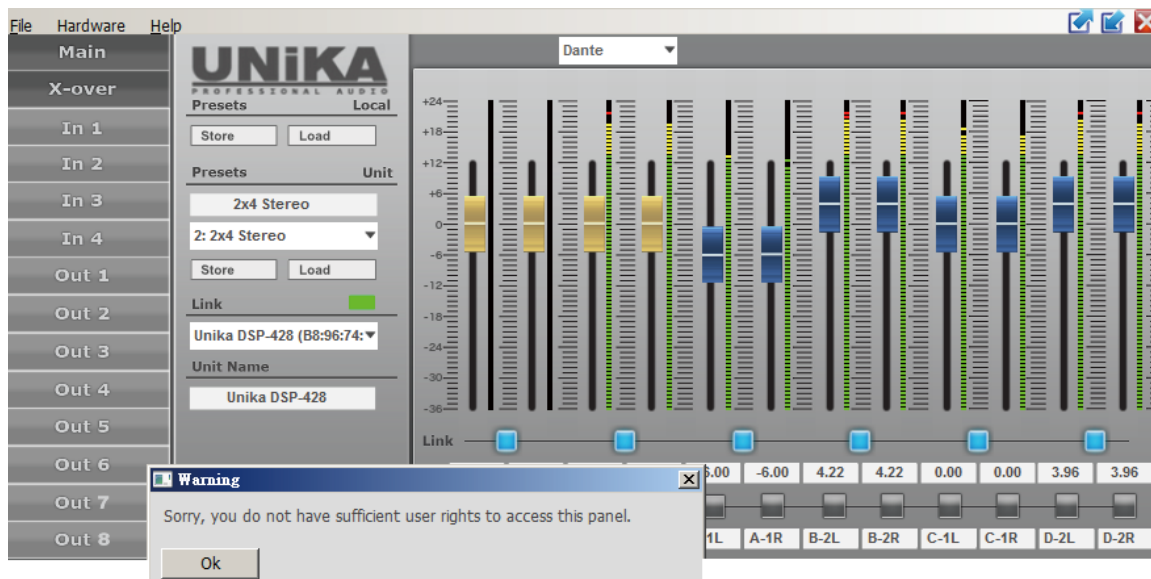 File Hardware Help
Main
X-over
In 1
In 2
In 3
In 4
Out 1
Out 2
Out 3
Out 4
Out 5
Out 6
Out 7
Out 8
UNiKA
PROFESSIONAL AUDIO
Presets Local
Store Load
Presets Unit
2x4 Stereo
2: 2x4 Stereo
Store Load
Link
Unika DSP-428 (B8:96:74:
Unit Name
Unika DSP-428
Dante
+24
+18
+12
+6
0
-6
-12
-18
-24
-30
-36
Link
6.00 -6.00 4.22 4.22 0.00 0.00 3.96 3.96
1L A-1R B-2L B-2R C-1L C-1R D-2L D-2R
Warning
Sorry, you do not have sufficient user rights to access this panel.
Ok